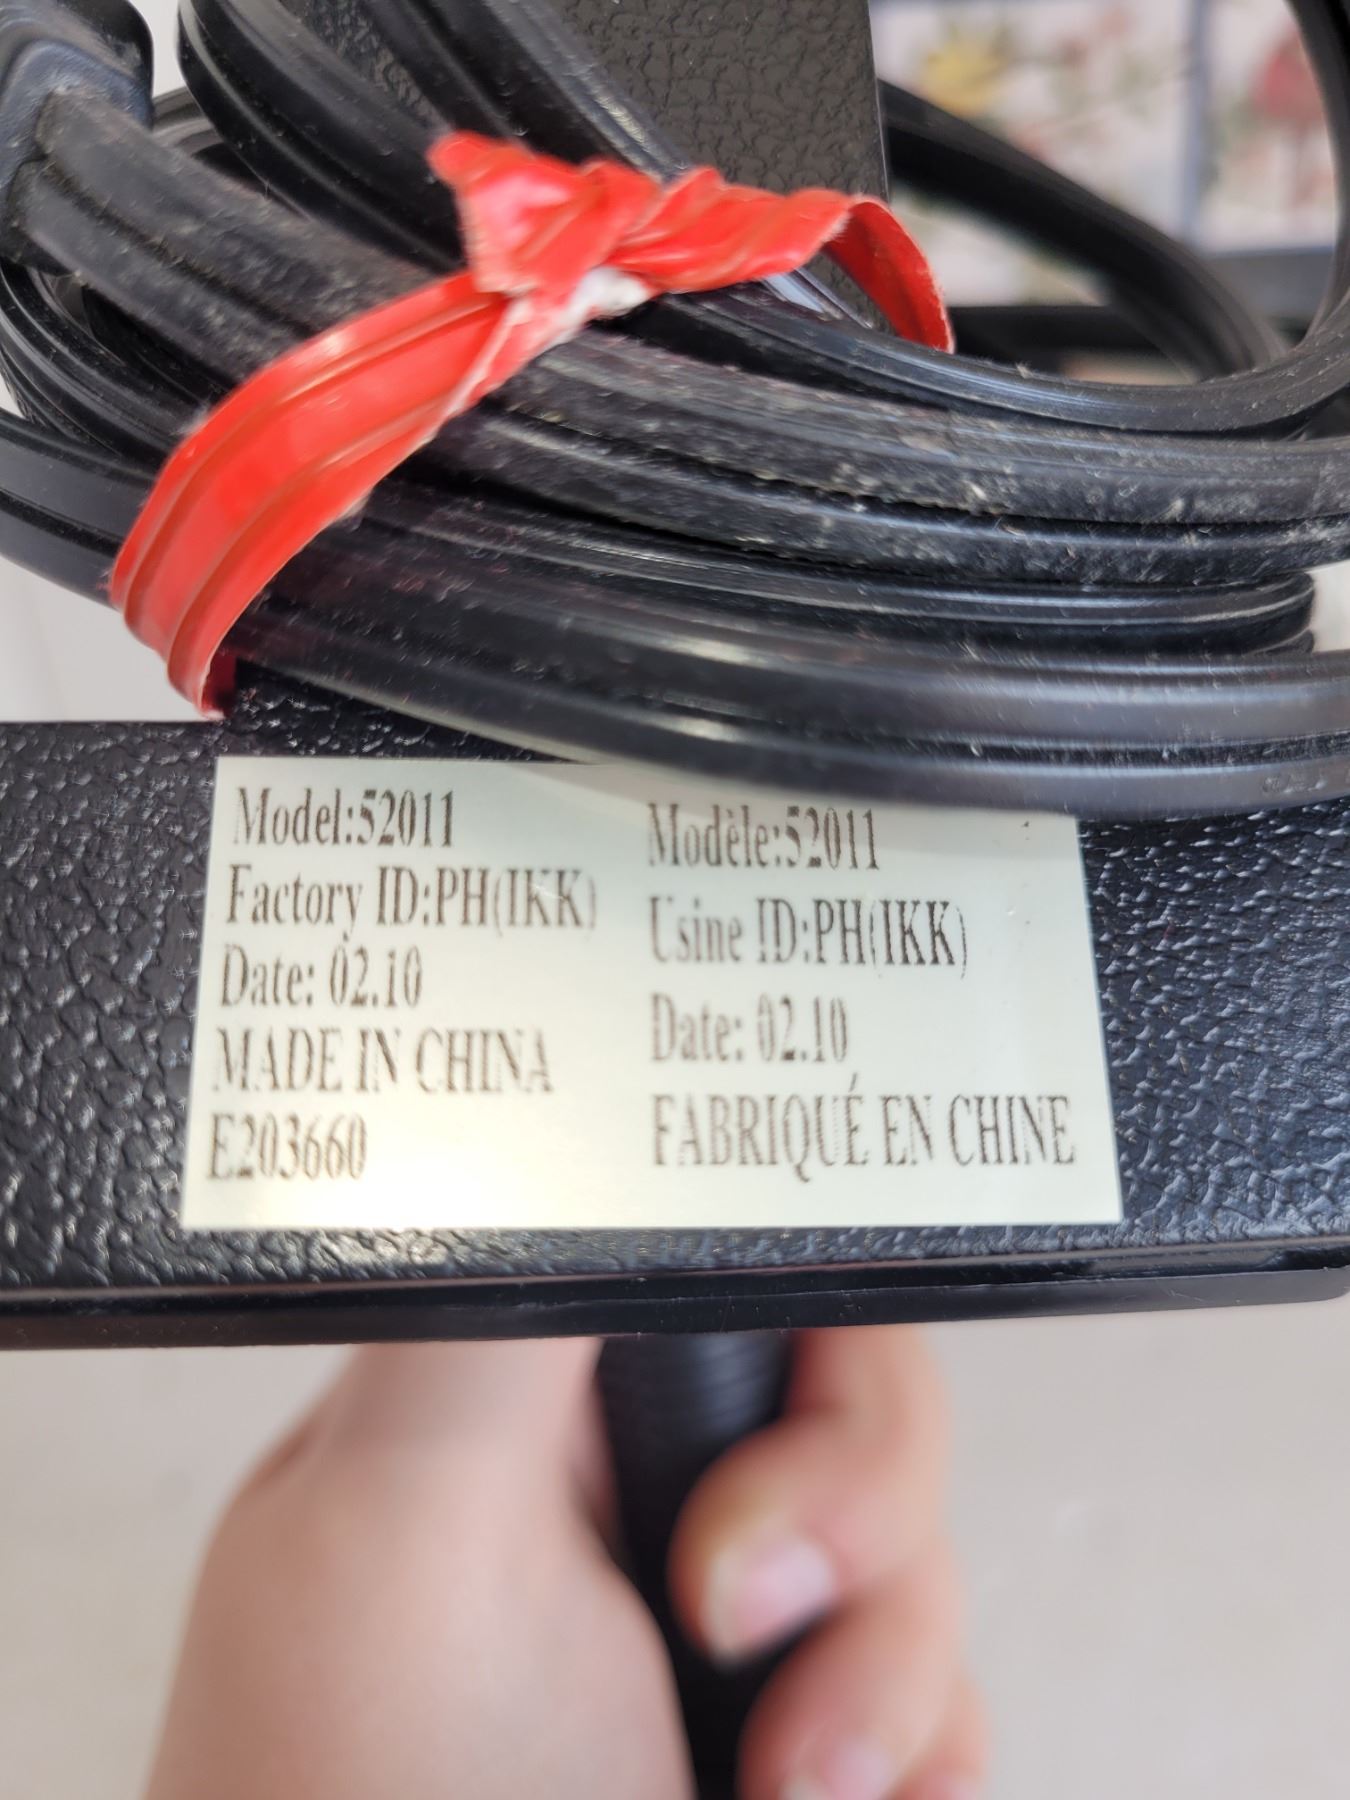 Model:52011
Factory ID:PH(IKK)
Date: 02.10
MADE IN CHINA
E203660
Modèle:52011
Usine ID:PH(IKK)
Date: 02.10
FABRIQUÉ EN CHINE